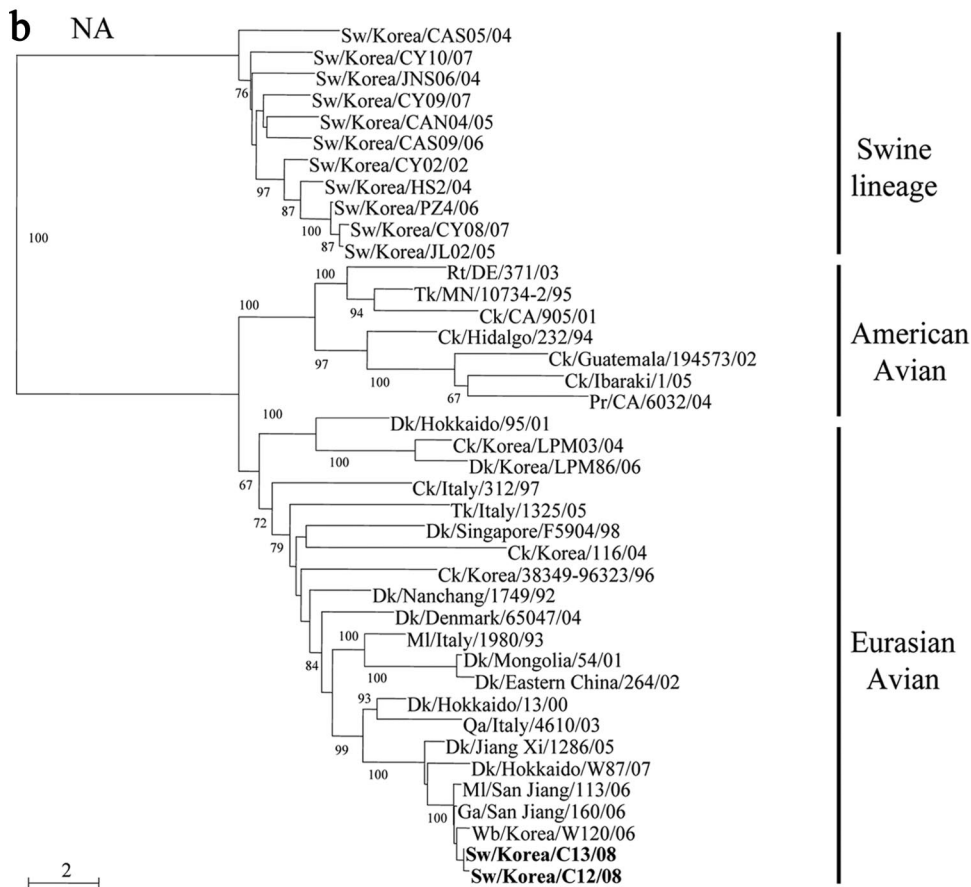 b NA
Sw/Korea/CAS05/04
Sw/Korea/CY10/07
76
Sw/Korea/JNS06/04
Sw/Korea/CY09/07
Sw/Korea/CAN04/05
Sw/Korea/CAS09/06
Sw/Korea/CY02/02
97
Sw/Korea/HS2/04
87
Sw/Korea/PZ4/06
100
Sw/Korea/CY08/07
87
Sw/Korea/JL02/05
Swine
lineage
100
Rt/DE/371/03
100
Tk/MN/10734-2/95
94
Ck/CA/905/01
100
Ck/Hidalgo/232/94
97
Ck/Guatemala/194573/02
100
Ck/Ibaraki/1/05
67
Pr/CA/6032/04
American
Avian
100
Dk/Hokkaido/95/01
Ck/Korea/LPM03/04
100
Dk/Korea/LPM86/06
67
Ck/Italy/312/97
72
Tk/Italy/1325/05
Dk/Singapore/F5904/98
79
Ck/Korea/116/04
Ck/Korea/38349-96323/96
Dk/Nanchang/1749/92
Dk/Denmark/65047/04
100
Ml/Italy/1980/93
84
Dk/Mongolia/54/01
100
Dk/Eastern China/264/02
93
Dk/Hokkaido/13/00
Qa/Italy/4610/03
99
Dk/Jiang Xi/1286/05
100
Dk/Hokkaido/W87/07
Ml/San Jiang/113/06
Ga/San Jiang/160/06
100
Wb/Korea/W120/06
Sw/Korea/C13/08
Sw/Korea/C12/08
Eurasian
Avian
2